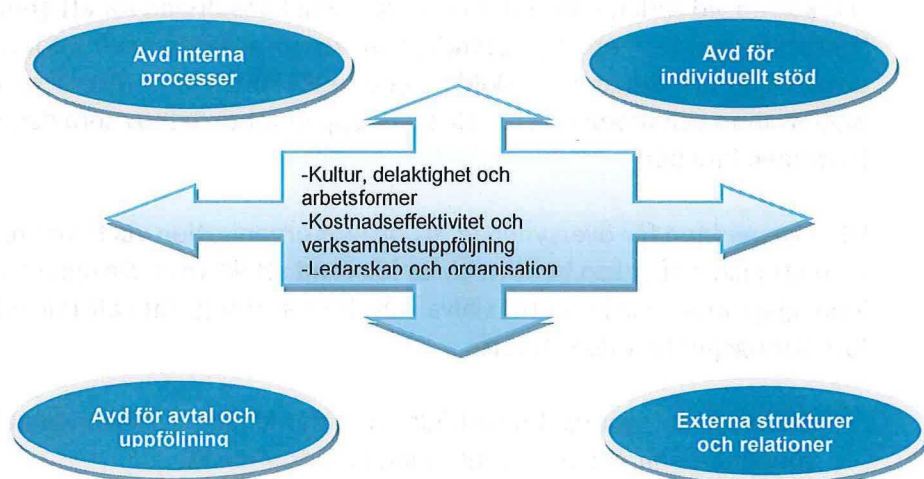 Avd interna
processer
Avd för
individuellt stöd
-Kultur, delaktighet och
arbetsformer
-Kostnadseffektivitet och
verksamhetsuppföljning
-Ledarskap och organisation
Avd för avtal och
uppföljning
Externa strukturer
och relationer